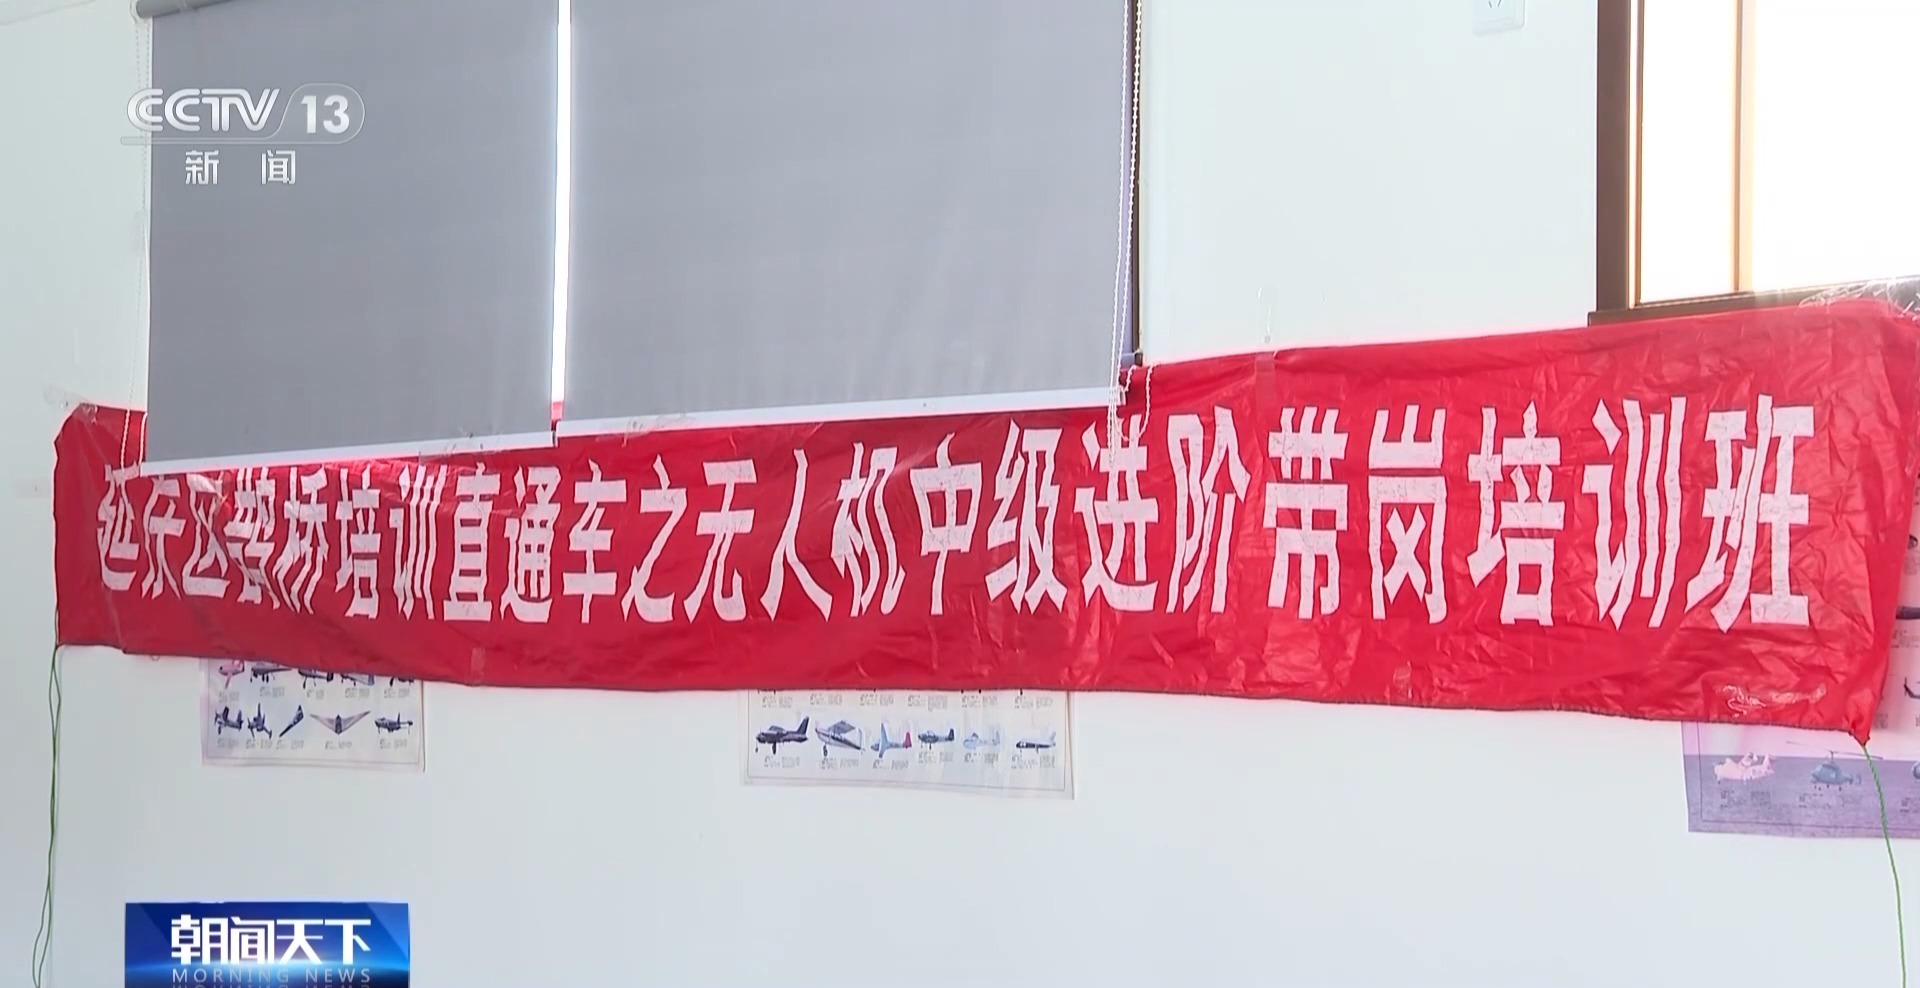 CCTV 13
新闻
延庆区鹊桥培训直通车之无人机中级进阶带岗培训班
朝闻天下
MORNING NEWS